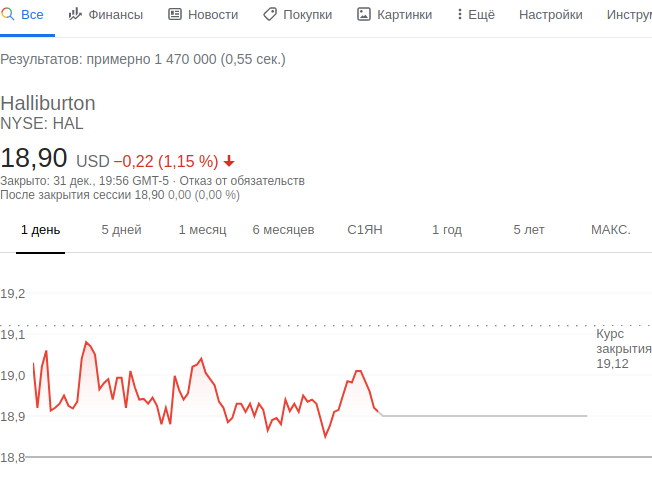 Все Финансы Новости Покупки Картинки Ещё Настройки Инструм
Результатов: примерно 1 470 000 (0,55 сек.)
Halliburton
NYSE: HAL
18,90 USD −0,22 (1,15 %)
Закрыто: 31 дек., 19:56 GMT-5 · Отказ от обязательств
После закрытия сессии 18,90 0,00 (0,00 %)
1 день 5 дней 1 месяц 6 месяцев С1ЯН 1 год 5 лет МАКС.
19,2
19,1
Курс
закрытия
19,12
19,0
18,9
18,8